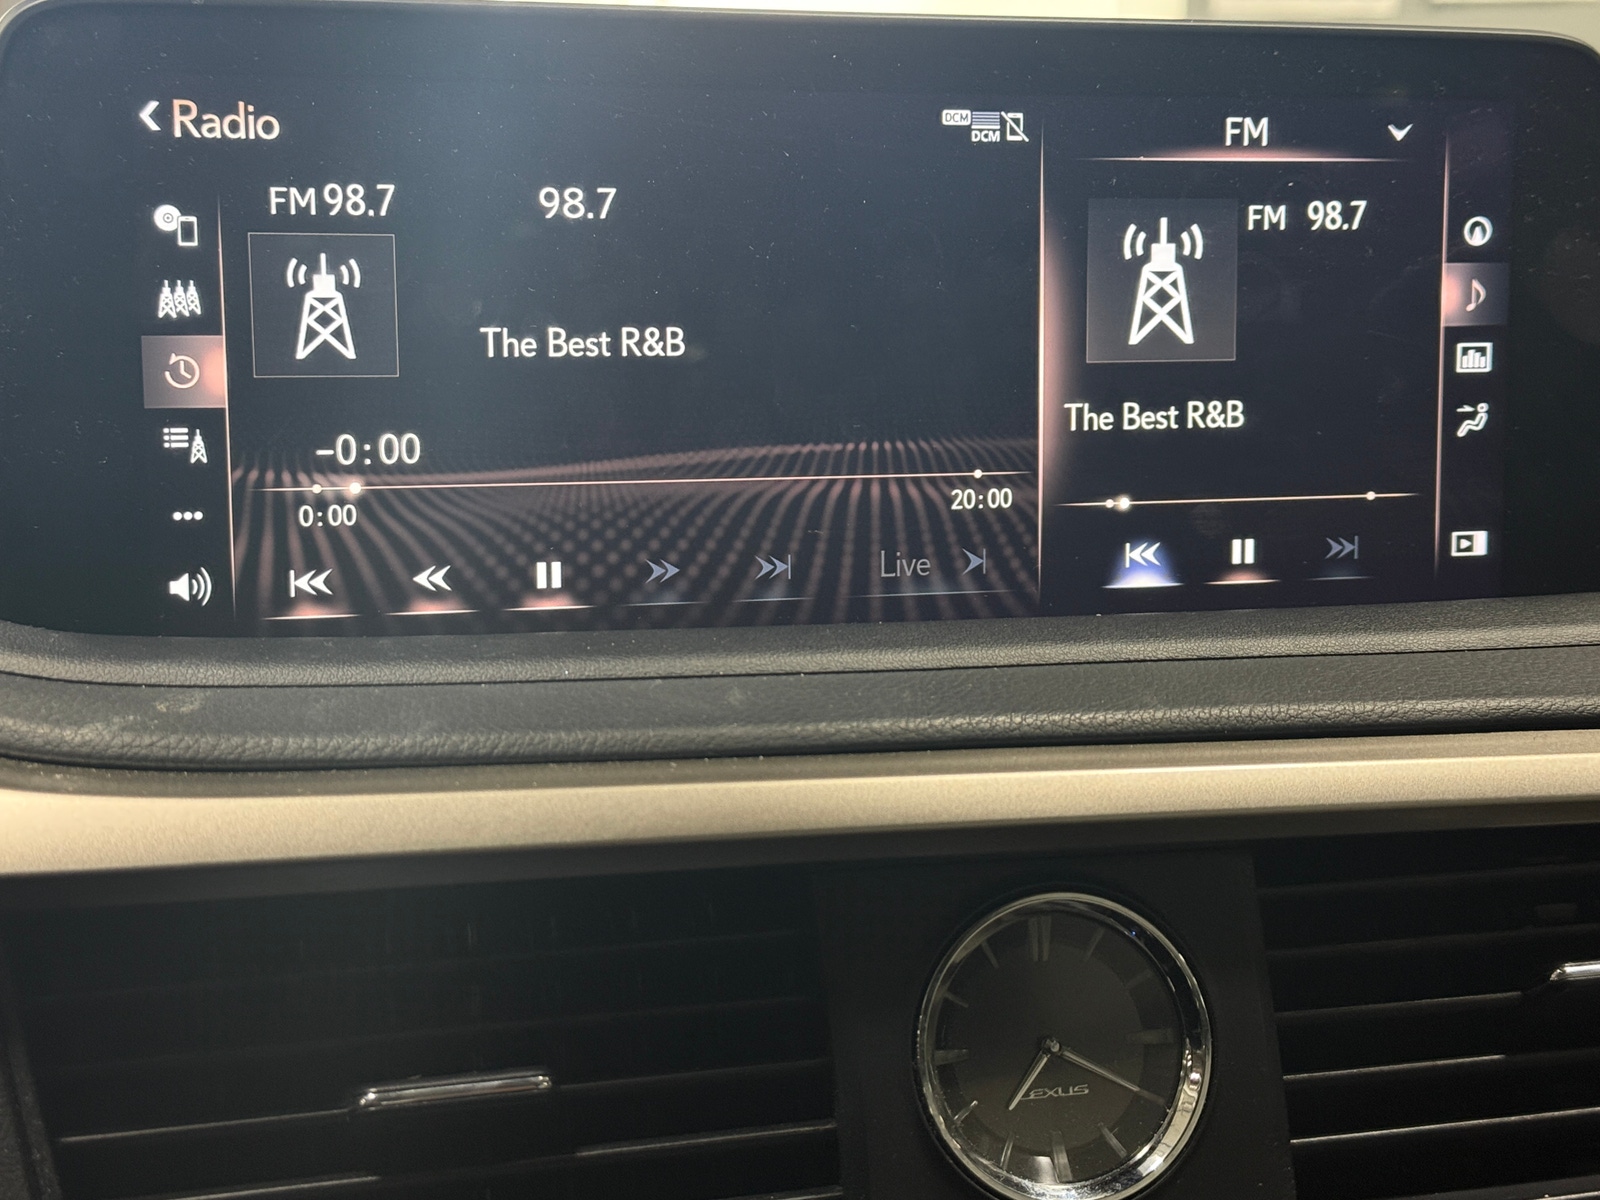 Radio
DCM
DCM
FM 98.7
98.7
The Best R&B
-0:00
0:00
20:00
Live
FM
FM 98.7
The Best R&B
LEXUS